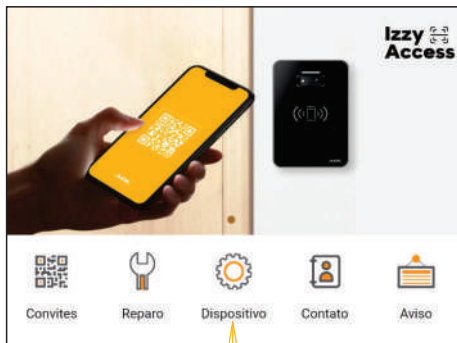 Izzy
Access
Convites
Reparo
Dispositivo
Contato
Aviso